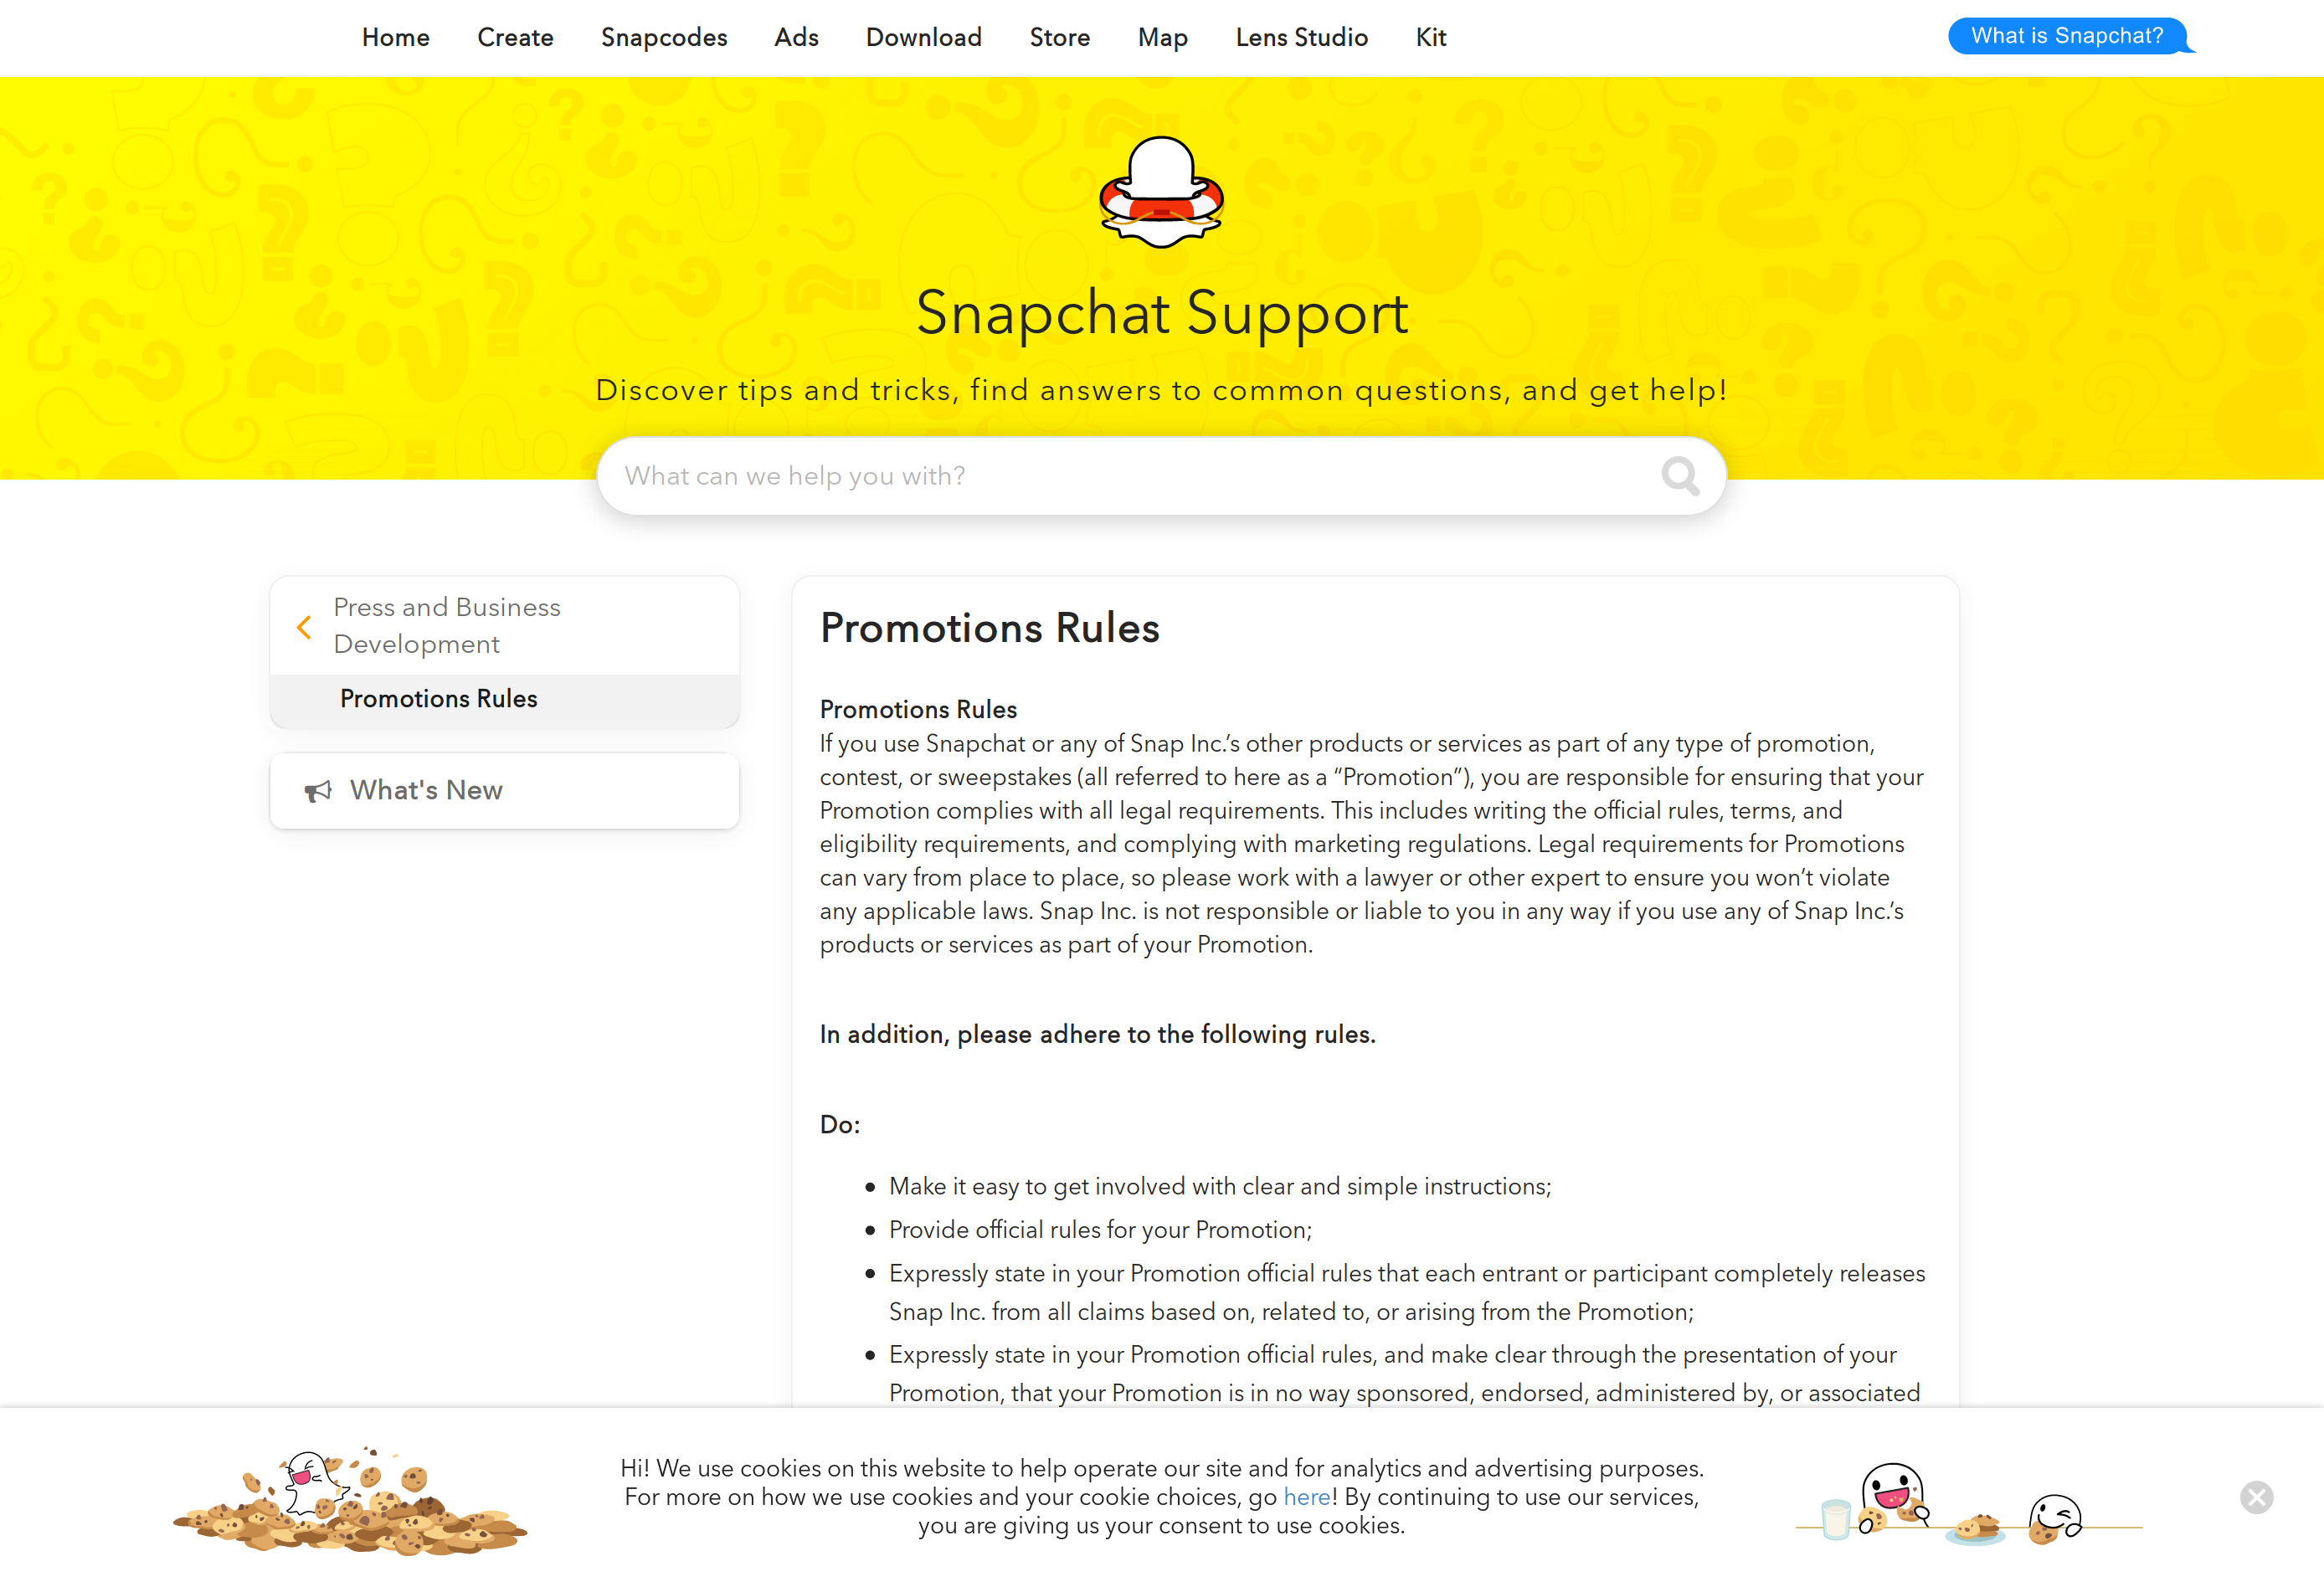 Home Create Snapcodes Ads Download Store Map Lens Studio Kit What is Snapchat?
Snapchat Support
Discover tips and tricks, find answers to common questions, and get help!
What can we help you with?
Press and Business
Development
Promotions Rules
What's New
Promotions Rules
Promotions Rules
If you use Snapchat or any of Snap Inc.’s other products or services as part of any type of promotion,
contest, or sweepstakes (all referred to here as a “Promotion”), you are responsible for ensuring that your
Promotion complies with all legal requirements. This includes writing the official rules, terms, and
eligibility requirements, and complying with marketing regulations. Legal requirements for Promotions
can vary from place to place, so please work with a lawyer or other expert to ensure you won’t violate
any applicable laws. Snap Inc. is not responsible or liable to you in any way if you use any of Snap Inc.’s
products or services as part of your Promotion.
In addition, please adhere to the following rules.
Do:
• Make it easy to get involved with clear and simple instructions;
• Provide official rules for your Promotion;
• Expressly state in your Promotion official rules that each entrant or participant completely releases
Snap Inc. from all claims based on, related to, or arising from the Promotion;
• Expressly state in your Promotion official rules, and make clear through the presentation of your
Promotion, that your Promotion is in no way sponsored, endorsed, administered by, or associated
Hi! We use cookies on this website to help operate our site and for analytics and advertising purposes.
For more on how we use cookies and your cookie choices, go here! By continuing to use our services,
you are giving us your consent to use cookies.